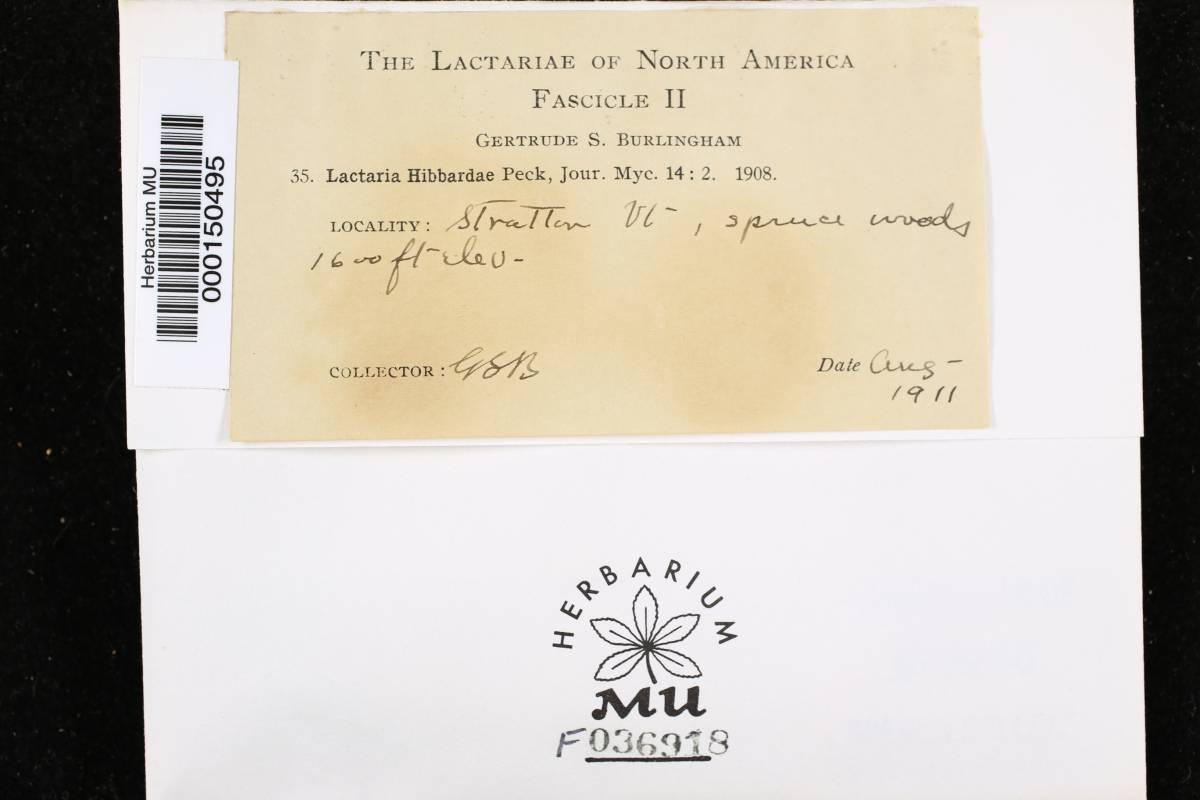 THE LACTARIAE OF NORTH AMERICA
FASCICLE II
GERTRUDE S. BURLINGHAM
35. Lactaria Hibbardae Peck, Jour. Myc. 14 : 2. 1908.
LOCALITY : Stratton Vt , spruce woods
1600 ft elev-
COLLECTOR : GSB
Date Aug-
1911
Herbarium MU
000150495
HERBARIUM
MU
F036918